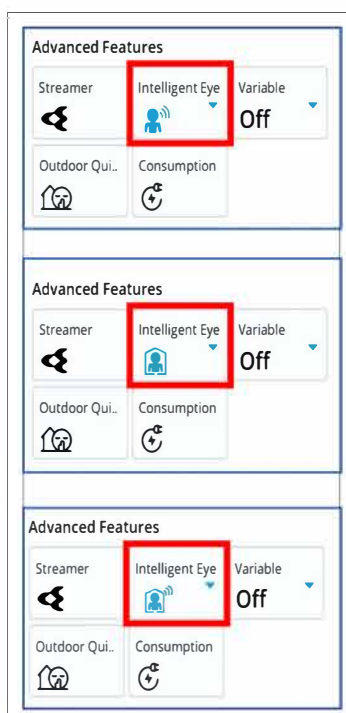 Advanced Features
Streamer Intelligent Eye Variable
Off
Outdoor Qui.. Consumption
Advanced Features
Streamer Intelligent Eye Variable
Off
Outdoor Qui.. Consumption
Advanced Features
Streamer Intelligent Eye Variable
Off
Outdoor Qui.. Consumption